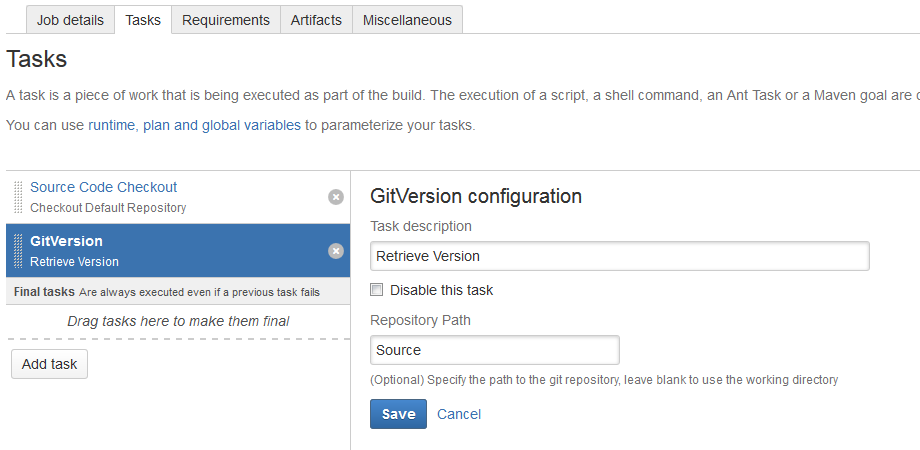 Job details Tasks Requirements Artifacts Miscellaneous
Tasks
A task is a piece of work that is being executed as part of the build. The execution of a script, a shell command, an Ant Task or a Maven goal are
You can use runtime, plan and global variables to parameterize your tasks.
Source Code Checkout
Checkout Default Repository
GitVersion
Retrieve Version
Final tasks Are always executed even if a previous task fails
Drag tasks here to make them final
Add task
GitVersion configuration
Task description
Retrieve Version
Disable this task
Repository Path
Source
(Optional) Specify the path to the git repository, leave blank to use the working directory
Save Cancel